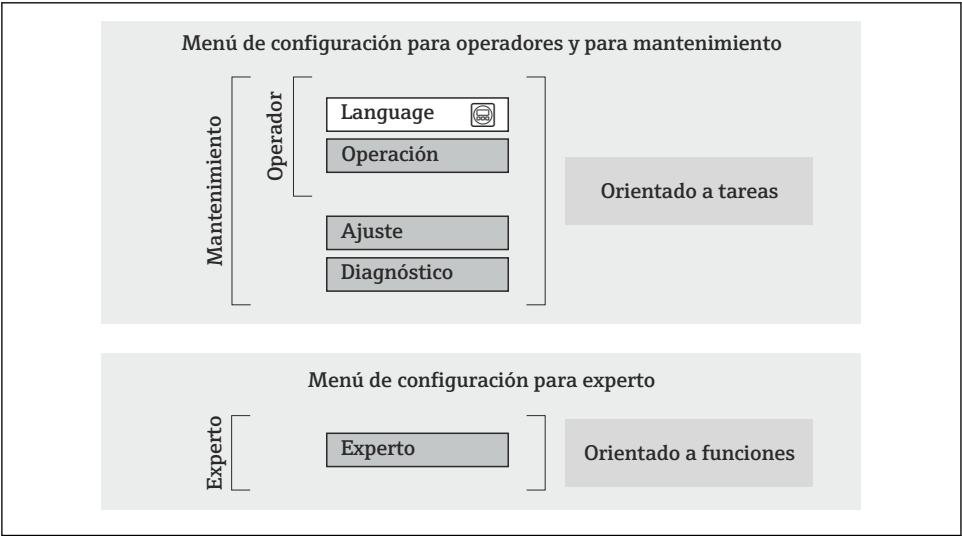 Menú de configuración para operadores y para mantenimiento
Mantenimiento
Operador
Language
Operación
Ajuste
Diagnóstico
Orientado a tareas
Menú de configuración para experto
Experto
Experto
Orientado a funciones